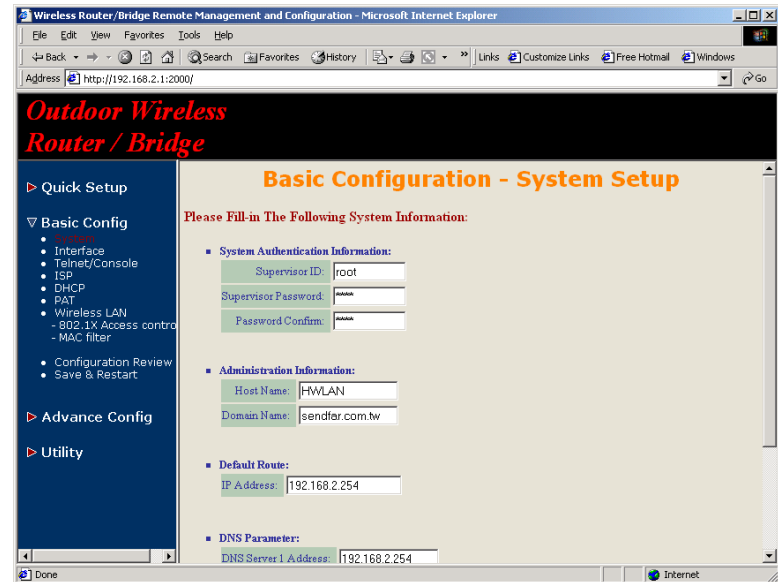 Wireless Router/Bridge Remote Management and Configuration - Microsoft Internet Explorer
File Edit View Favorites Tools Help
Back Search Favorites History » Links Customize Links Free Hotmail Windows
Address http://192.168.2.1:2000/ Go
Outdoor Wireless
Router / Bridge
Quick Setup
Basic Config
System
Interface
Telnet/Console
ISP
DHCP
PAT
Wireless LAN
- 802.1X Access contro
- MAC filter
Configuration Review
Save & Restart
Advance Config
Utility
Basic Configuration - System Setup
Please Fill-in The Following System Information:
System Authentication Information:
Supervisor ID: root
Supervisor Password: ****
Password Confirm: ****
Administration Information:
Host Name: HWLAN
Domain Name: sendfar.com.tw
Default Route:
IP Address: 192.168.2.254
DNS Parameter:
DNS Server 1 Address: 192.168.2.254
Done Internet